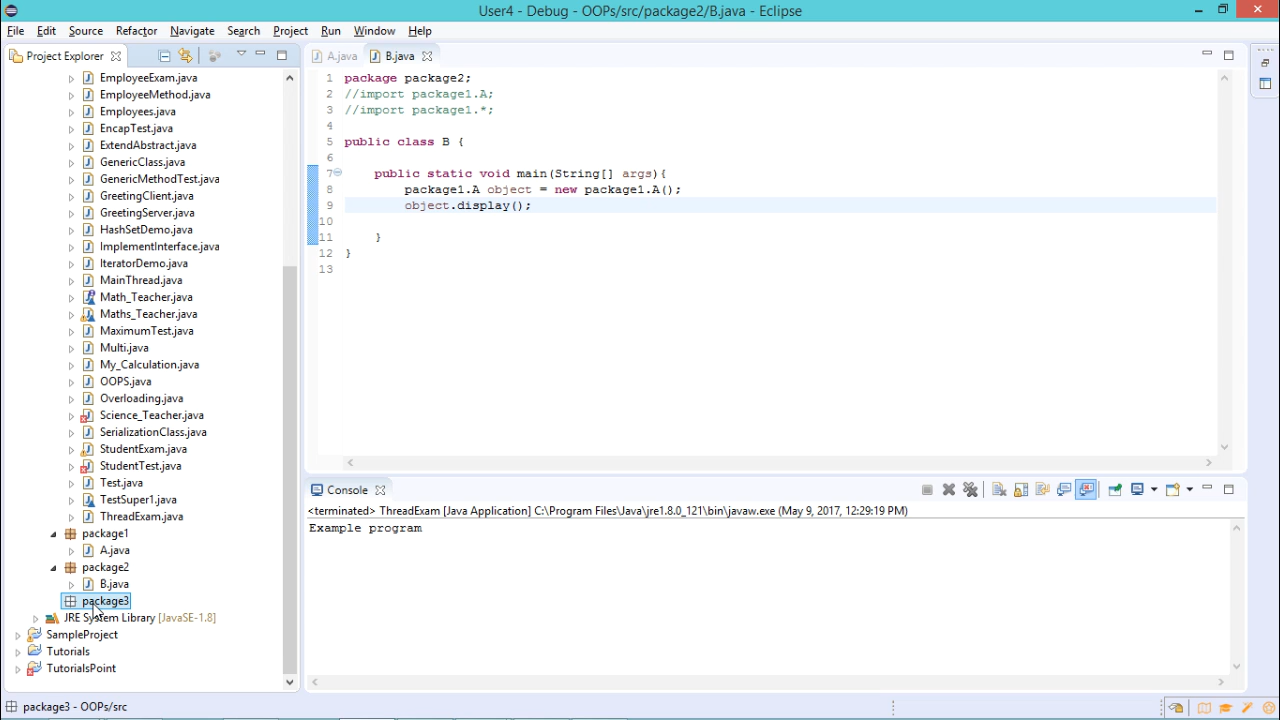 User4 - Debug - OOPs/src/package2/B.java - Eclipse
File Edit Source Refactor Navigate Search Project Run Window Help
Project Explorer
EmployeeExam.java
EmployeeMethod.java
Employees.java
EncapTest.java
ExtendAbstract.java
GenericClass.java
GenericMethodTest.java
GreetingClient.java
GreetingServer.java
HashSetDemo.java
ImplementInterface.java
IteratorDemo.java
MainThread.java
Math_Teacher.java
Maths_Teacher.java
MaximumTest.java
Multi.java
My_Calculation.java
OOPS.java
Overloading.java
Science_Teacher.java
SerializationClass.java
StudentExam.java
StudentTest.java
Test.java
TestSuper1.java
ThreadExam.java
package1
A.java
package2
B.java
package3
JRE System Library [JavaSE-1.8]
SampleProject
Tutorials
TutorialsPoint
A.java B.java
1 package package2;
2 //import package1.A;
3 //import package1.*;
4
5 public class B {
6
7 public static void main(String[] args){
8 package1.A object = new package1.A();
9 object.display();
10
11 }
12 }
13
Console
<terminated> ThreadExam [Java Application] C:\Program Files\Java\jre1.8.0_121\bin\javaw.exe (May 9, 2017, 12:29:19 PM)
Example program
package3 - OOPs/src